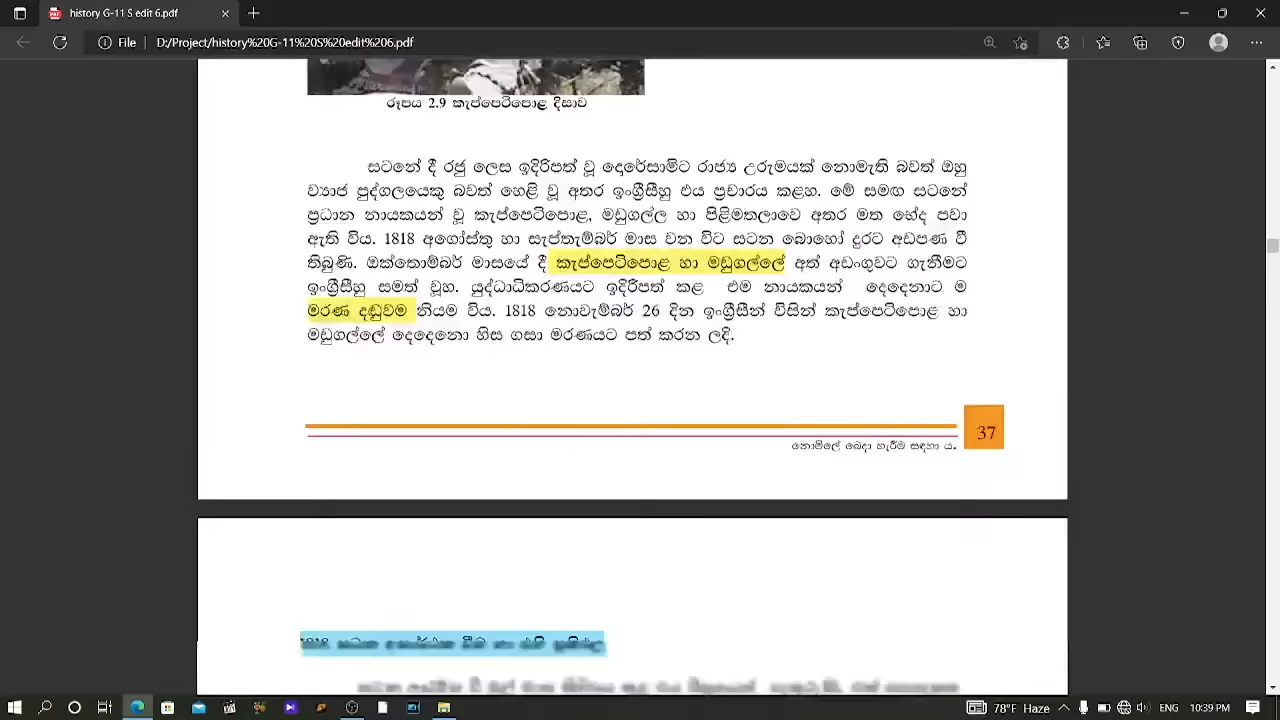 history G-11 S edit 6.pdf
File
D:/Project/history%20G-11%20S%20edit%206.pdf
රූපය 2.9 කැප්පෙටිපොළ දිසාව
සටනේ දී රජු ලෙස ඉදිරිපත් වූ දොරේසාමිට රාජ්‍ය උරුමයක් නොමැති බවත් ඔහු
ව්‍යාජ පුද්ගලයෙකු බවත් හෙළි වූ අතර ඉංග්‍රීසීහු එය ප්‍රචාරය කළහ. මේ සමඟ සටනේ
ප්‍රධාන නායකයන් වූ කැප්පෙටිපොළ, මඩුගල්ල හා පිළිමතලාවෙ අතර මත භේද පවා
ඇති විය. 1818 අගෝස්තු හා සැප්තැම්බර් මාස වන විට සටන බොහෝ දුරට අඩපණ වී
තිබුණි. ඔක්තොම්බර් මාසයේ දී කැප්පෙටිපොළ හා මඩුගල්ලේ අත් අඩංගුවට ගැනීමට
ඉංග්‍රීසීහු සමත් වූහ. යුද්ධාධිකරණයට ඉදිරිපත් කළ එම නායකයන් දෙදෙනාට ම
මරණ දඬුවම නියම විය. 1818 නොවැම්බර් 26 දින ඉංග්‍රීසීන් විසින් කැප්පෙටිපොළ හා
මඩුගල්ලේ දෙදෙනා හිස ගසා මරණයට පත් කරන ලදි.
37
නොමිලේ බෙදා හැරීම සඳහා ය.
1818 සටන
78°F Haze
ENG
10:39 PM